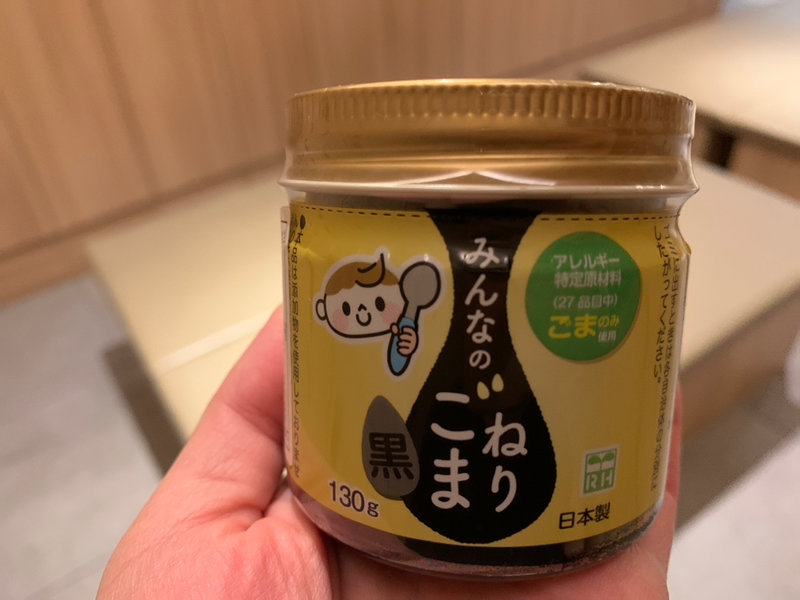 みんなの
ねり
ごま
黒
130g
アレルギー
特定原材料
(27品目中)
ごまのみ
使用
RH
日本製